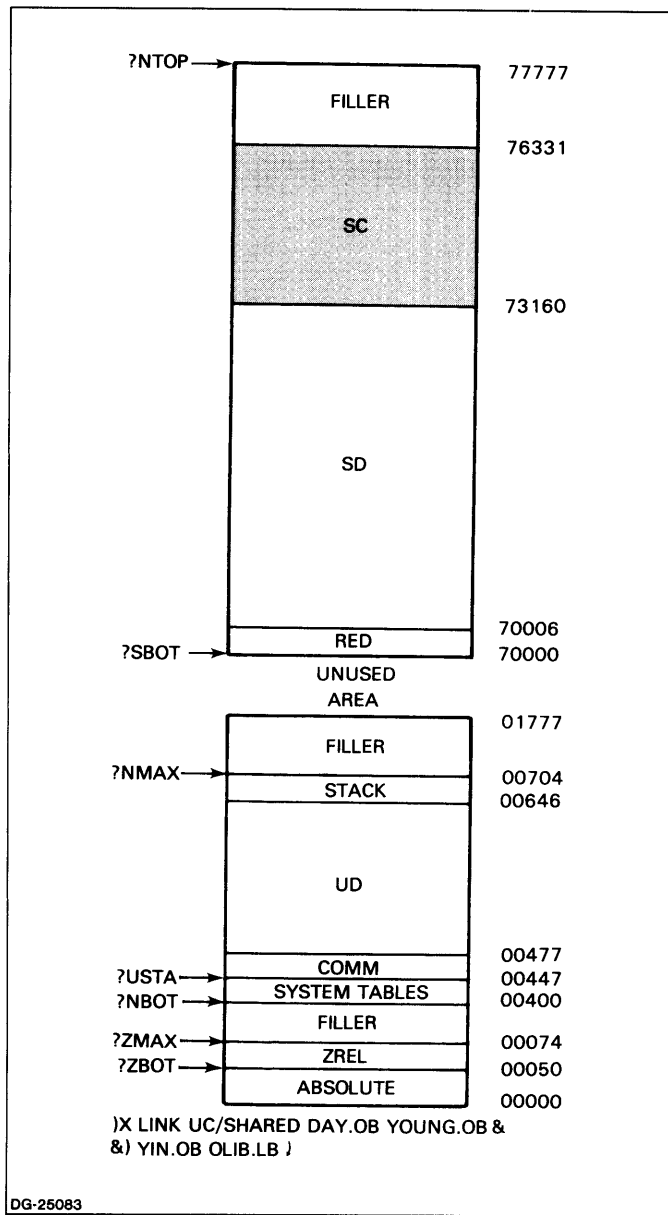 ?NTOP 77777
FILLER
76331
SC
73160
SD
70006
RED
?SBOT 70000
UNUSED
AREA
01777
FILLER
?NMAX 00704
STACK
00646
UD
00477
COMM
?USTA 00447
SYSTEM TABLES
?NBOT 00400
FILLER
?ZMAX 00074
ZREL
?ZBOT 00050
ABSOLUTE
00000
)X LINK UC/SHARED DAY.OB YOUNG.OB &
&) YIN.OB OLIB.LB )
DG-25083